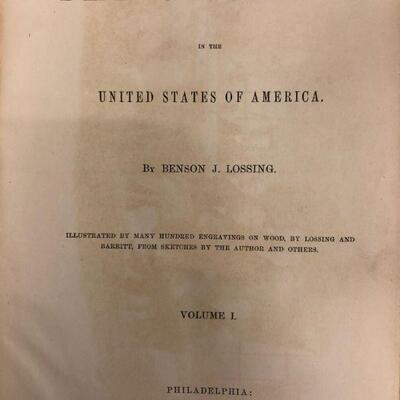 IN THE
UNITED STATES OF AMERICA.
BY BENSON J. LOSSING.
ILLUSTRATED BY MANY HUNDRED ENGRAVINGS ON WOOD, BY LOSSING AND
BARRITT, FROM SKETCHES BY THE AUTHOR AND OTHERS.
VOLUME I.
PHILADELPHIA: